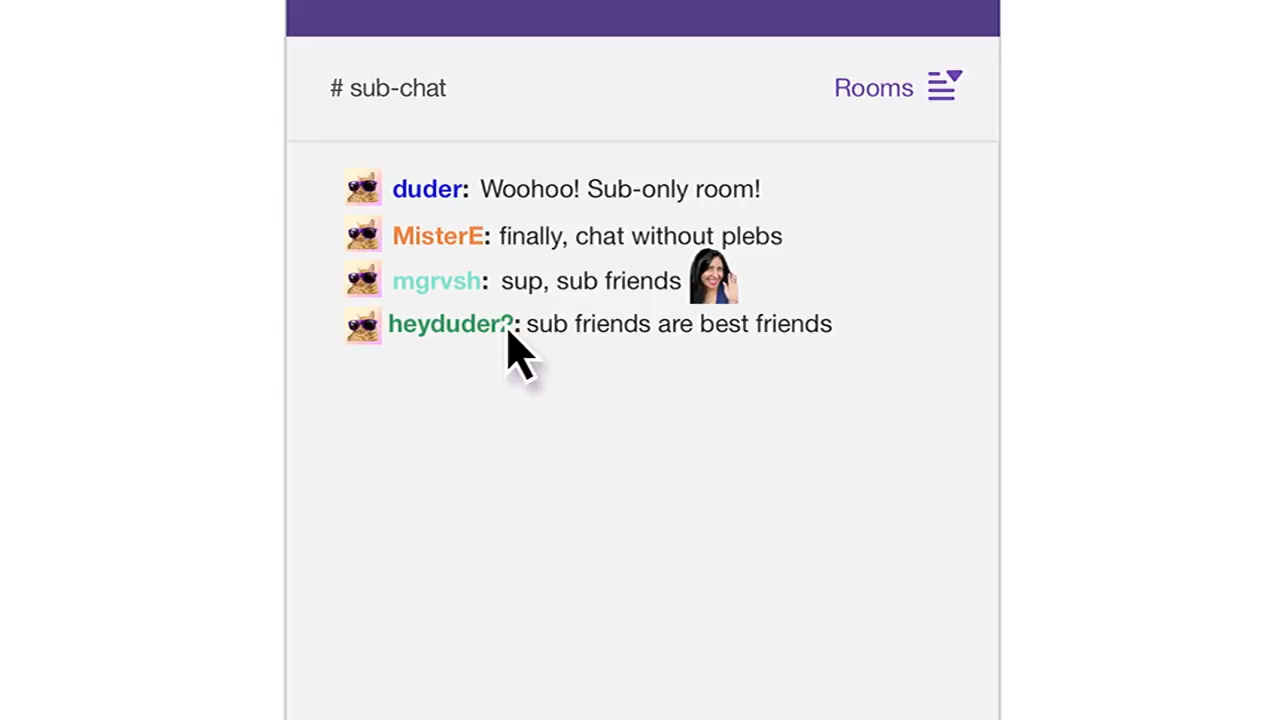 # sub-chat
Rooms
duder: Woohoo! Sub-only room!
MisterE: finally, chat without plebs
mgrvsh: sup, sub friends
heyduder?: sub friends are best friends